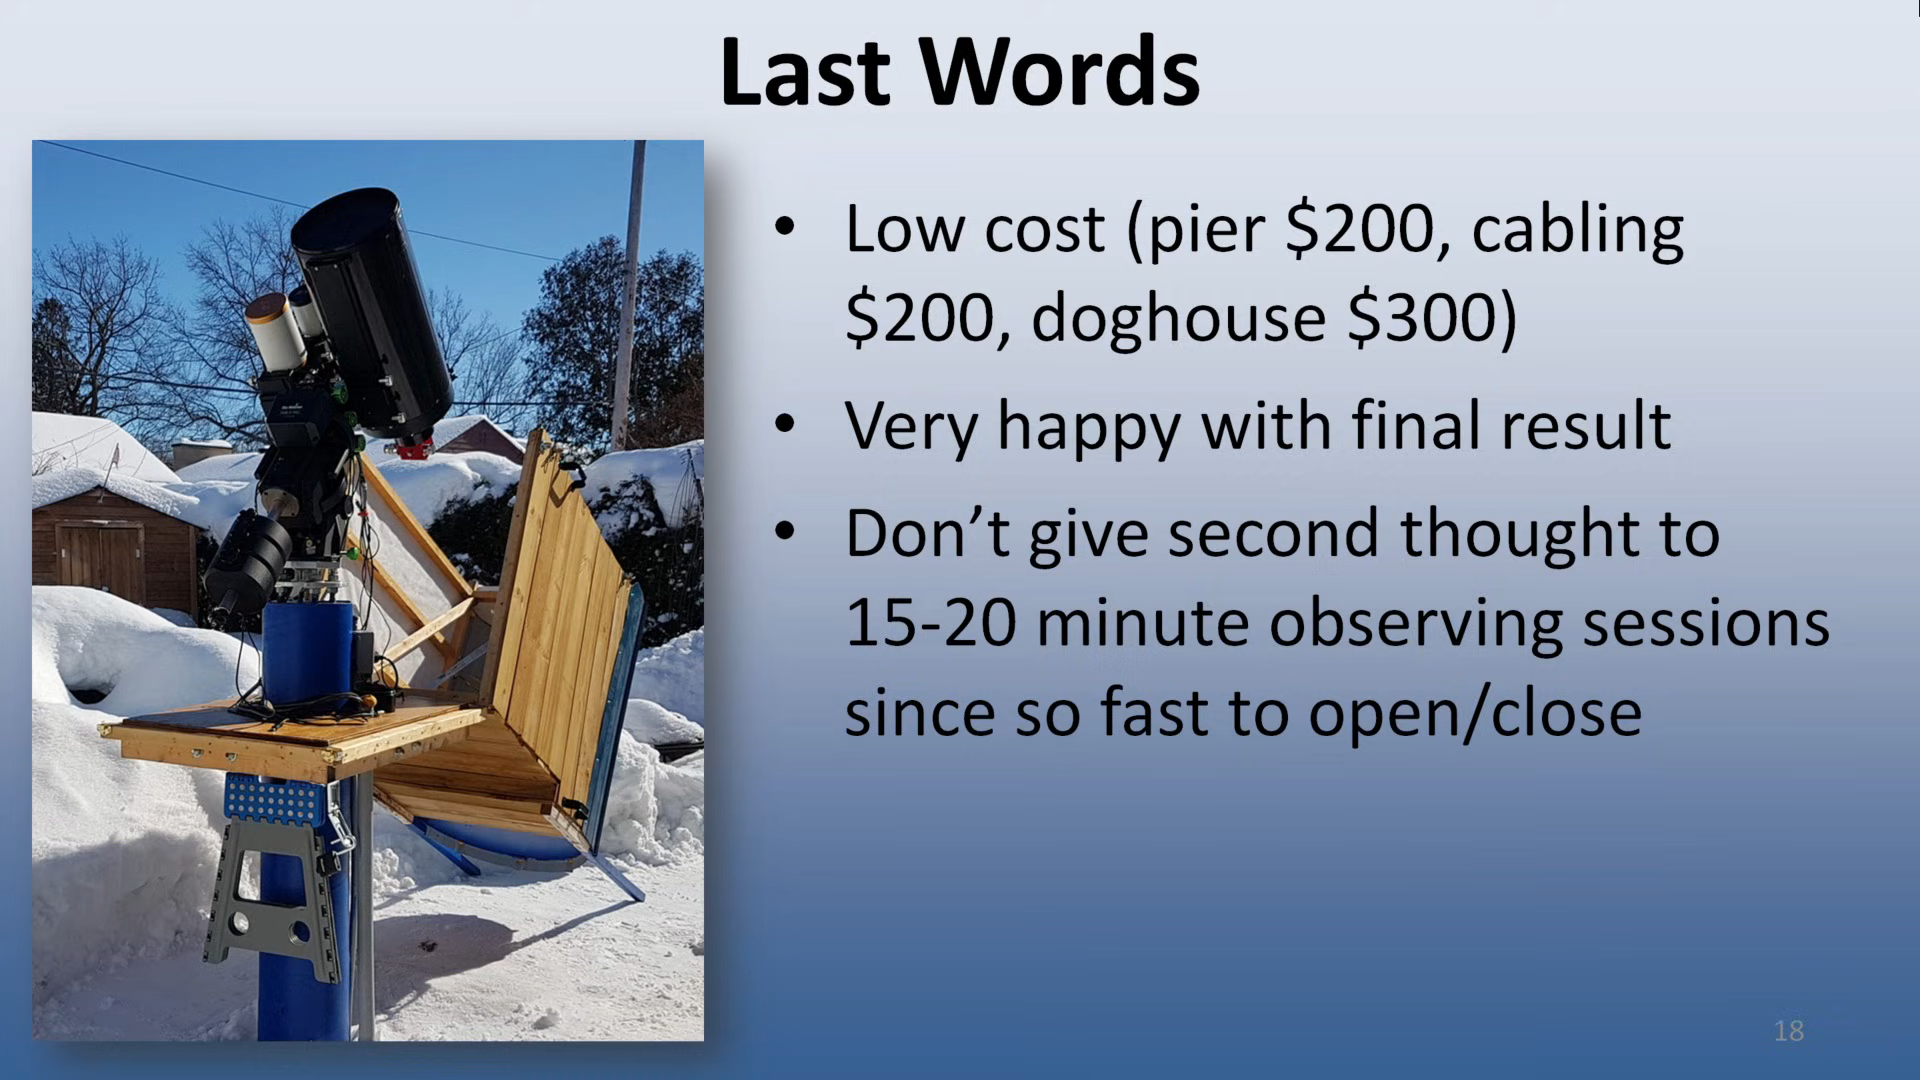 Last Words
• Low cost (pier $200, cabling
$200, doghouse $300)
• Very happy with final result
• Don’t give second thought to
15-20 minute observing sessions
since so fast to open/close
18